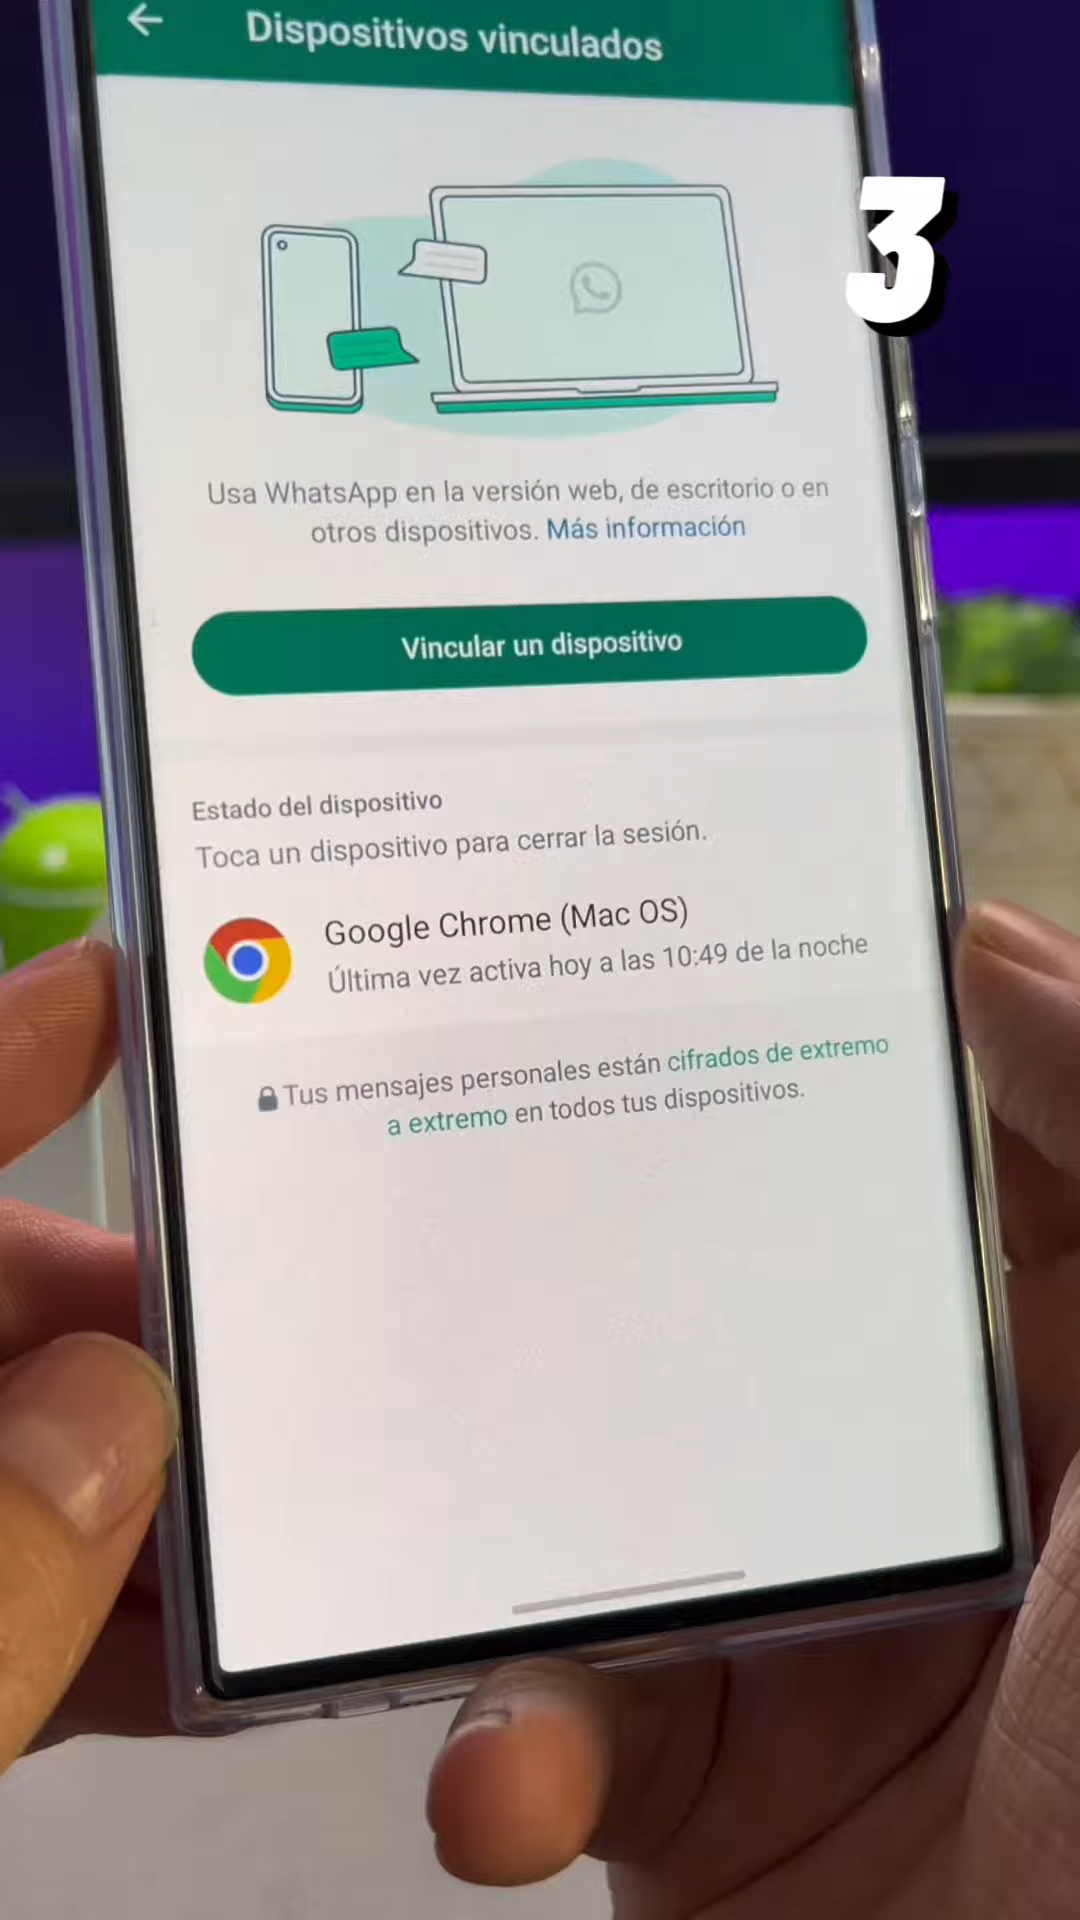 Dispositivos vinculados
3
Usa WhatsApp en la versión web, de escritorio o en
otros dispositivos. Más información
Vincular un dispositivo
Estado del dispositivo
Toca un dispositivo para cerrar la sesión.
Google Chrome (Mac OS)
Última vez activa hoy a las 10:49 de la noche
Tus mensajes personales están cifrados de extremo
a extremo en todos tus dispositivos.